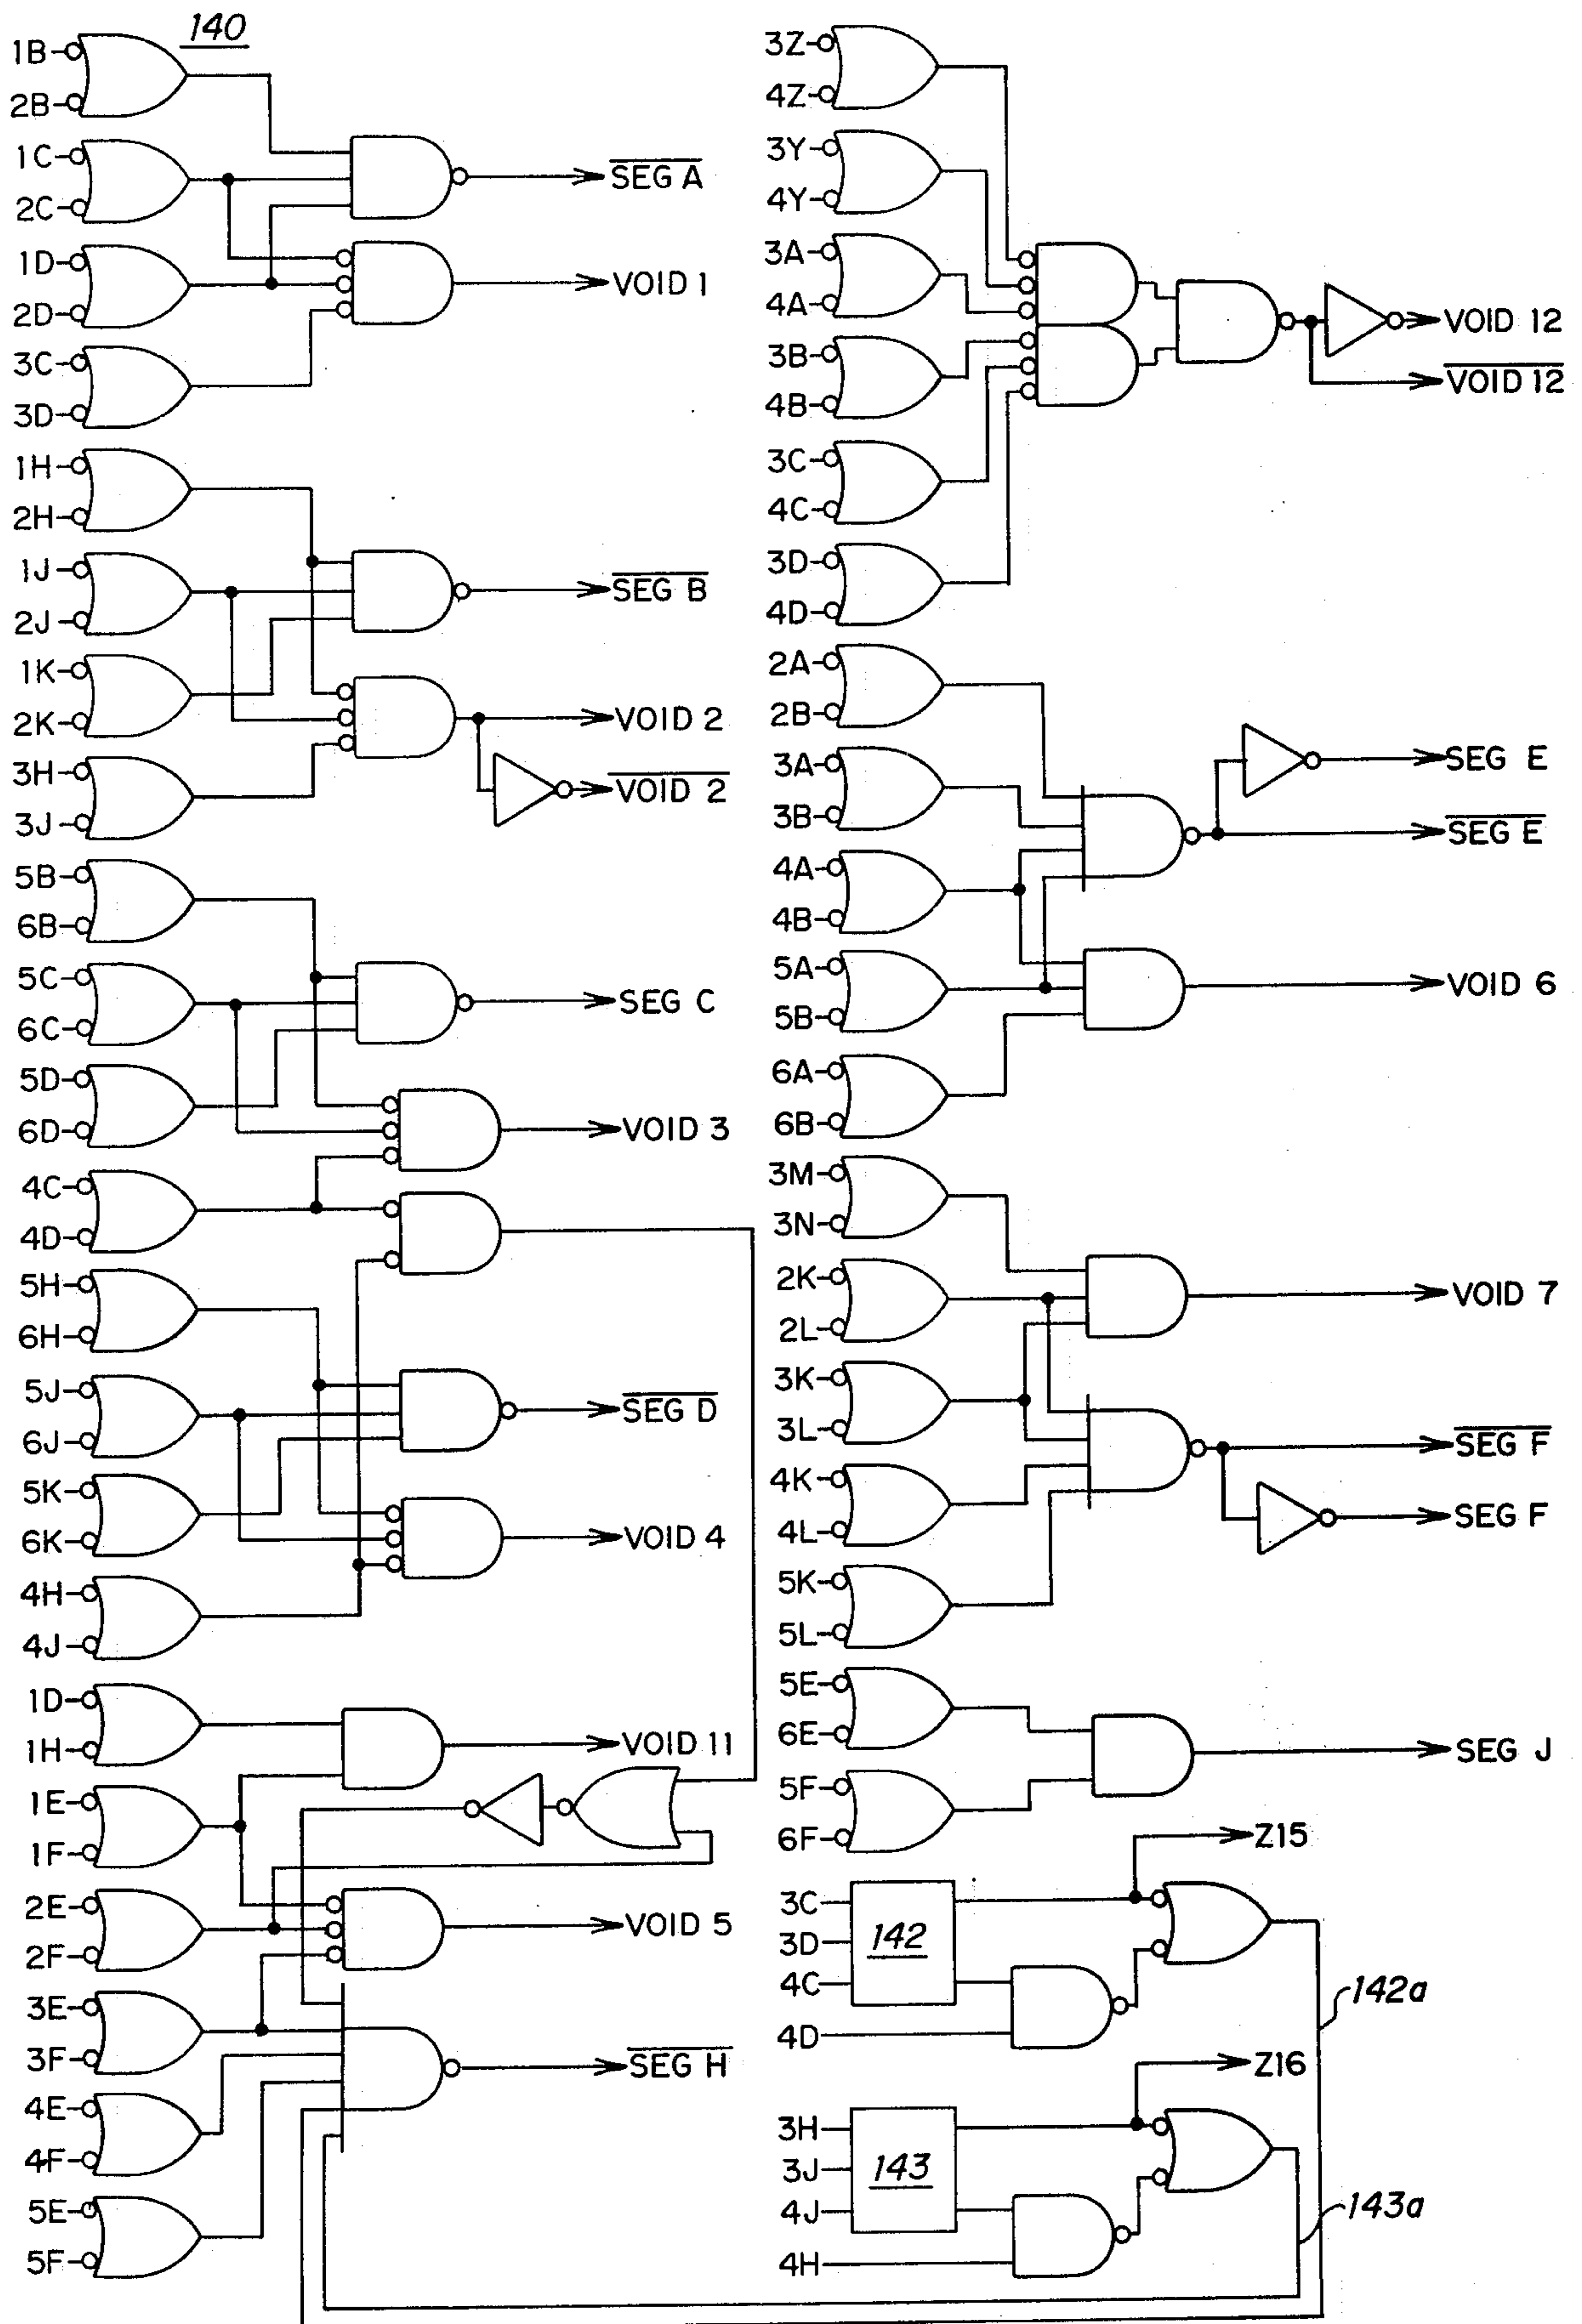 140
1B
2B
1C
2C
1D
2D
3C
3D
1H
2H
1J
2J
1K
2K
3H
3J
5B
6B
5C
6C
5D
6D
4C
4D
5H
6H
5J
6J
5K
6K
4H
4J
1D
1H
1E
1F
2E
2F
3E
3F
4E
4F
5E
5F
SEG A
VOID 1
SEG B
VOID 2
VOID 2
SEG C
VOID 3
SEG D
VOID 4
VOID 11
VOID 5
SEG H
3Z
4Z
3Y
4Y
3A
4A
3B
4B
3C
4C
3D
4D
2A
2B
3A
3B
4A
4B
5A
5B
6A
6B
3M
3N
2K
2L
3K
3L
4K
4L
5K
5L
5E
6E
5F
6F
3C
3D
4C
4D
142
3H
3J
4J
4H
143
VOID 12
VOID 12
SEG E
SEG E
VOID 6
VOID 7
SEG F
SEG F
SEG J
Z15
142a
Z16
143a